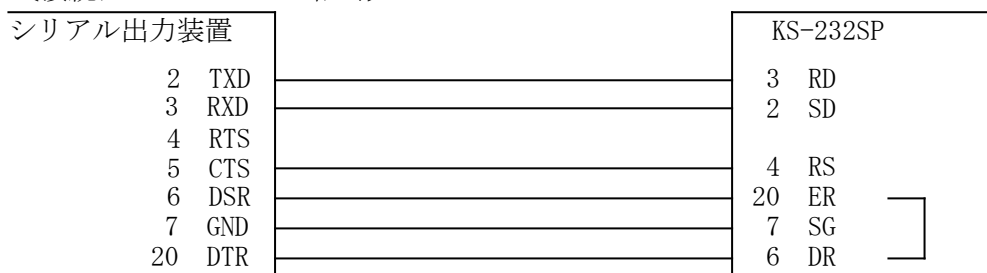 シリアル出力装置 KS-232SP
2 TXD 3 RD
3 RXD 2 SD
4 RTS
5 CTS 4 RS
6 DSR 20 ER
7 GND 7 SG
20 DTR 6 DR